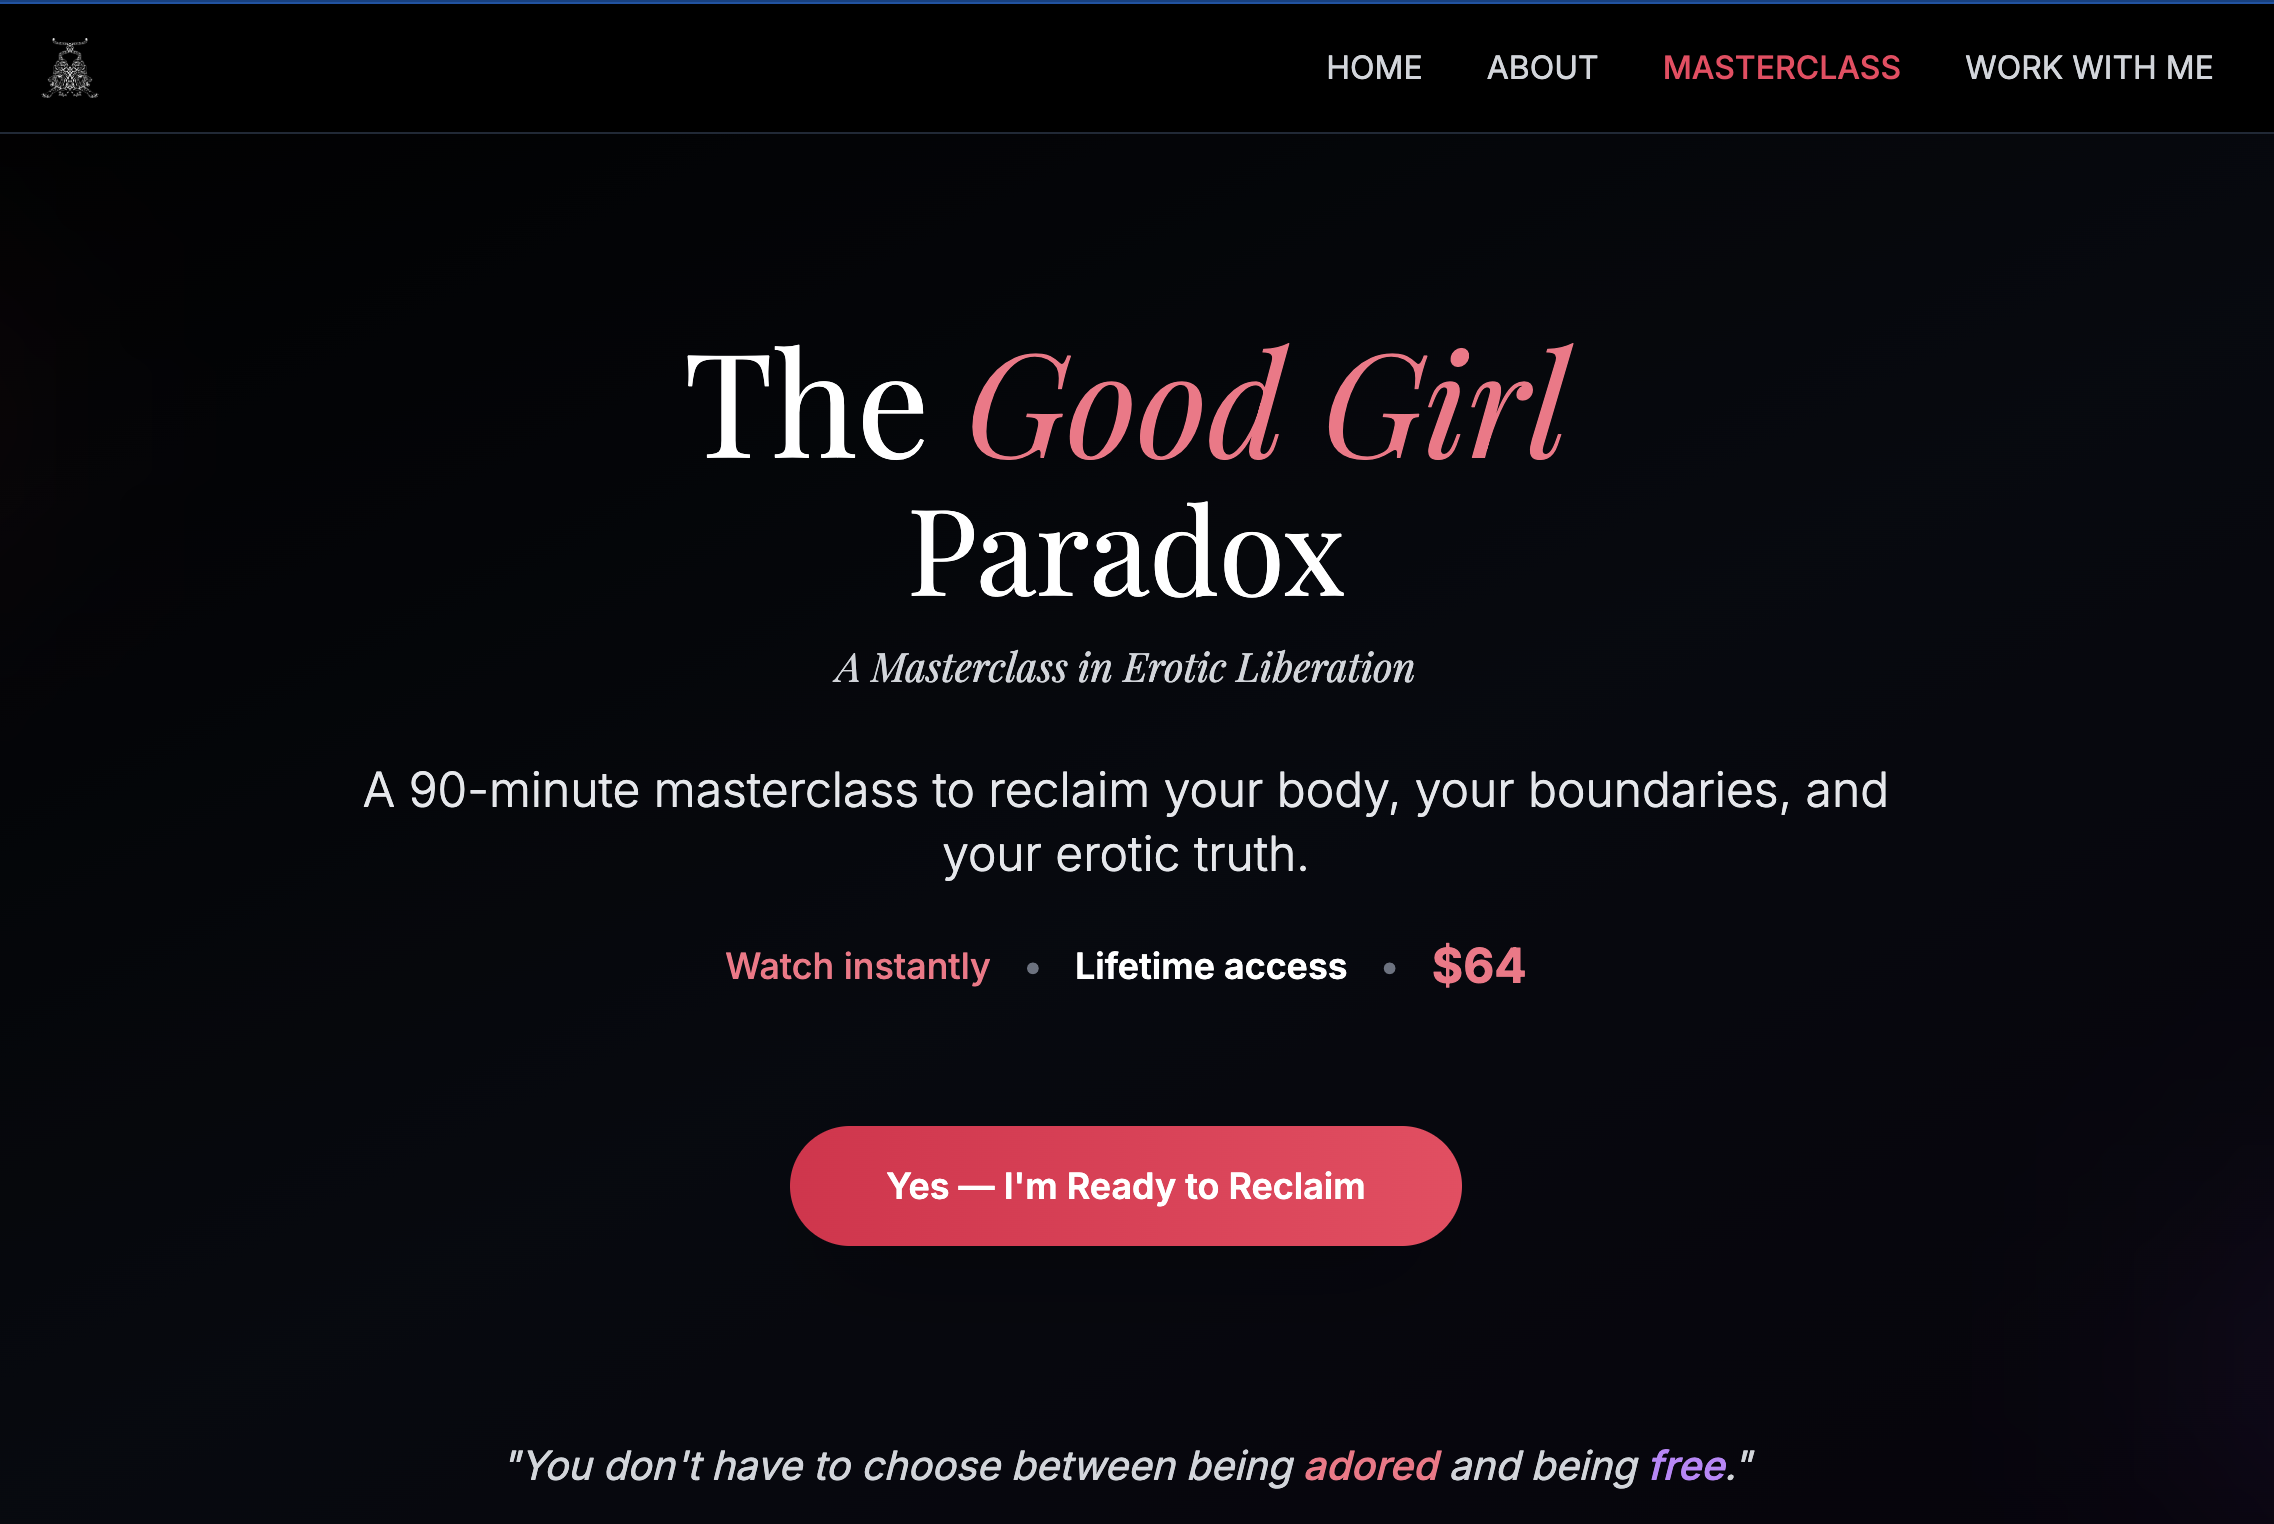 HOME ABOUT MASTERCLASS WORK WITH ME
The Good Girl
Paradox
A Masterclass in Erotic Liberation
A 90-minute masterclass to reclaim your body, your boundaries, and
your erotic truth.
Watch instantly • Lifetime access • $64
Yes — I'm Ready to Reclaim
"You don't have to choose between being adored and being free."